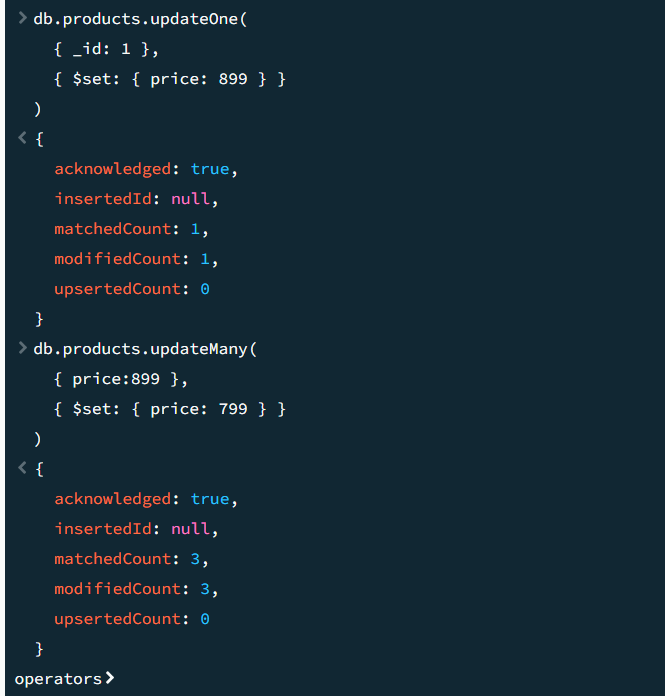 > db.products.updateOne(
{ _id: 1 },
{ $set: { price: 899 } }
)
< {
acknowledged: true,
insertedId: null,
matchedCount: 1,
modifiedCount: 1,
upsertedCount: 0
}
> db.products.updateMany(
{ price:899 },
{ $set: { price: 799 } }
)
< {
acknowledged: true,
insertedId: null,
matchedCount: 3,
modifiedCount: 3,
upsertedCount: 0
}
operators>